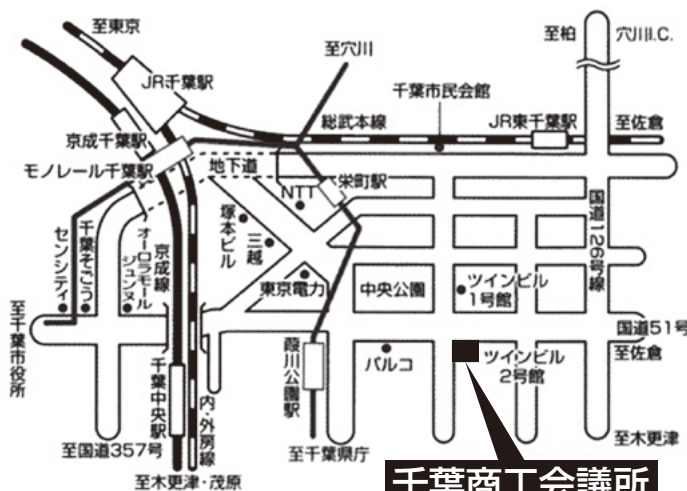 至東京
至柏
穴川I.C.
至穴川
JR千葉駅
千葉市民会館
京成千葉駅
総武本線
JR東千葉駅
至佐倉
モノレール千葉駅
地下道
栄町駅
NTT
国道126号線
センシティ
千葉そごう
オーロラモール
ジュンヌ
京成線
塚本ビル
三越
東京電力
中央公園
ツインビル
1号館
至千葉市役所
国道51号
千葉中央駅
内・外房線
葭川公園駅
パルコ
ツインビル
2号館
至佐倉
至国道357号
至千葉県庁
至木更津
至木更津・茂原
千葉商工会議所